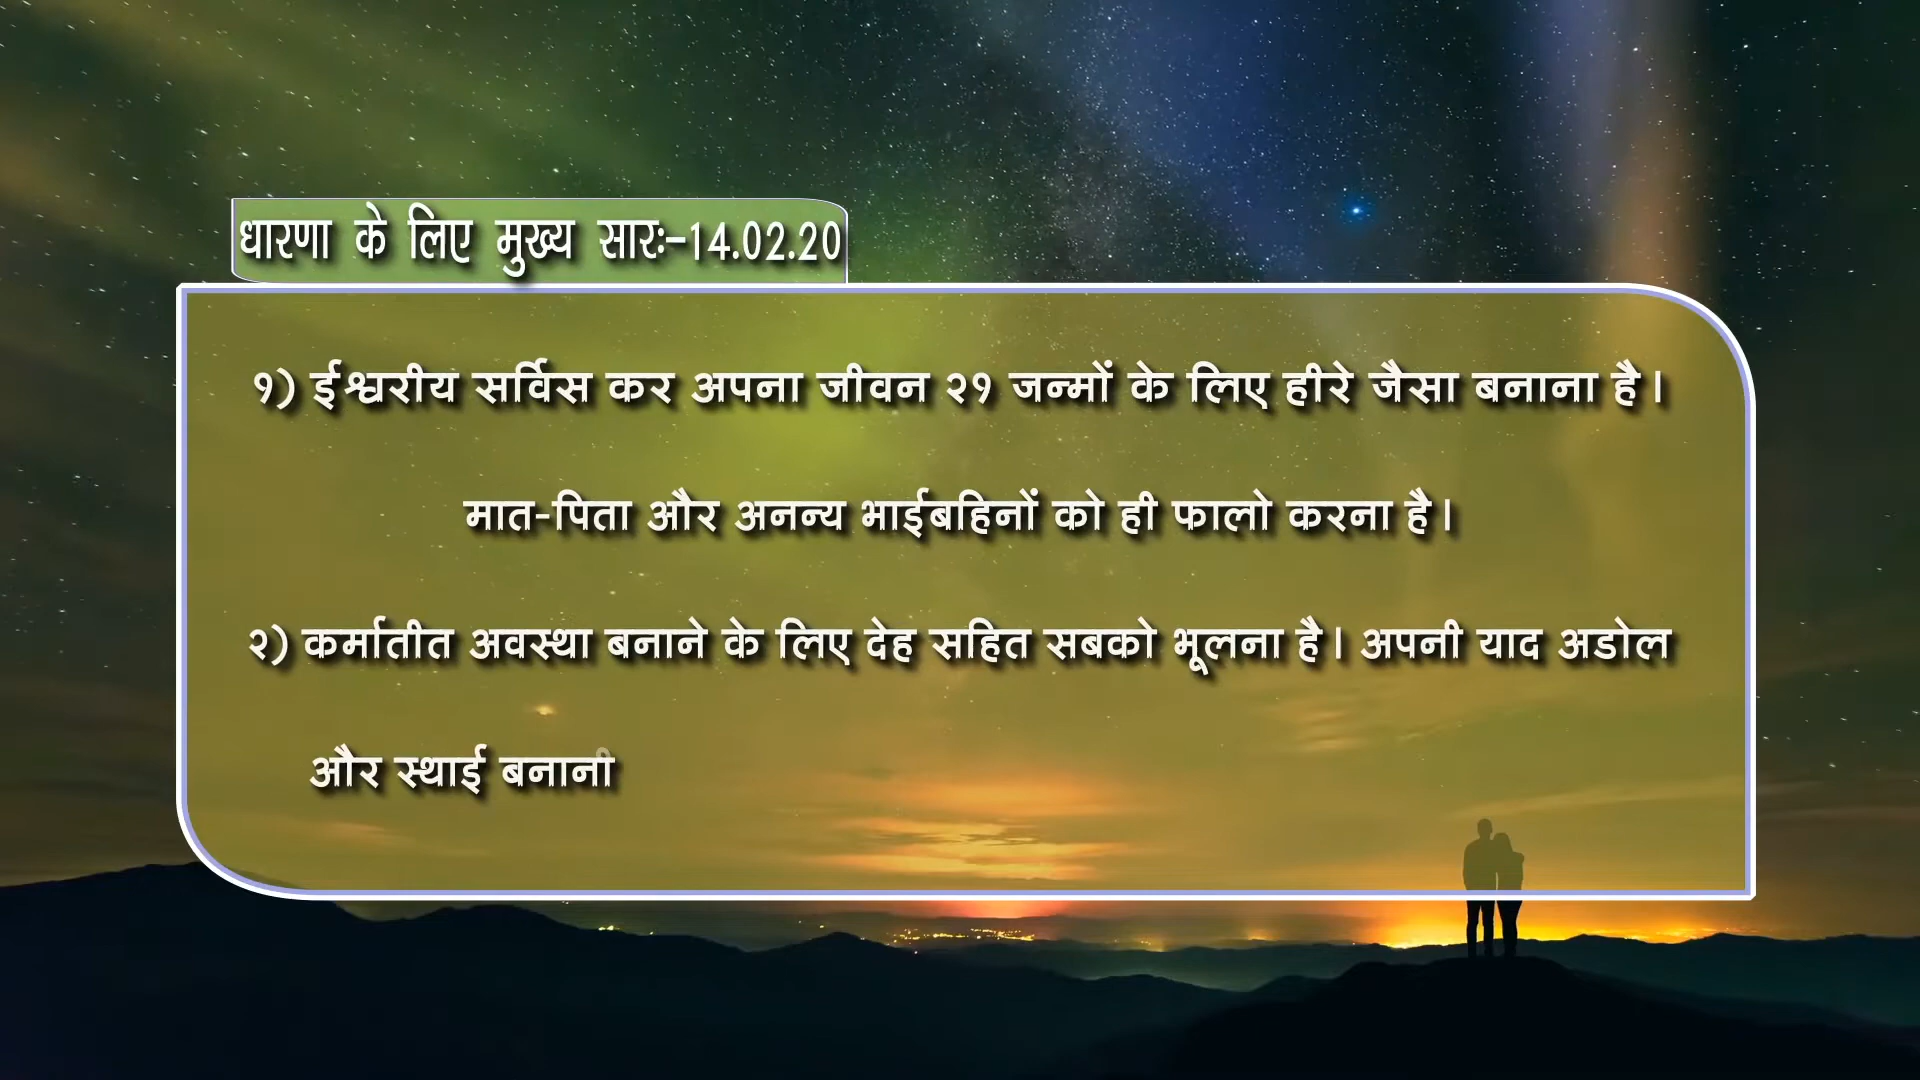 धारणा के लिए मुख्य सारः-14.02.20
१) ईश्वरीय सर्विस कर अपना जीवन २१ जन्मों के लिए हीरे जैसा बनाना है।
मात-पिता और अनन्य भाईबहिनों को ही फालो करना है।
२) कर्मातीत अवस्था बनाने के लिए देह सहित सबको भूलना है। अपनी याद अडोल
और स्थाई बनानी